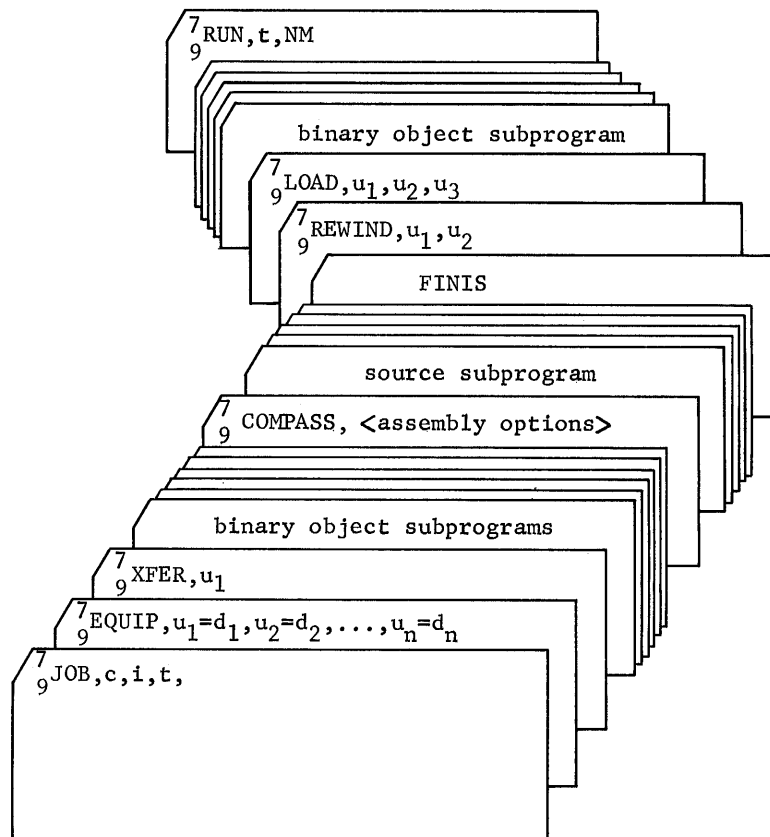 7
9RUN,t,NM
binary object subprogram
7
9LOAD,u1,u2,u3
7
9REWIND,u1,u2
FINIS
source subprogram
7
9 COMPASS, <assembly options>
binary object subprograms
7
9XFER,u1
7
9EQUIP,u1=d1,u2=d2,...,un=dn
7
9JOB,c,i,t,